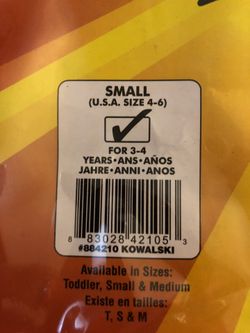 SMALL
(U.S.A. SIZE 4-6)
FOR 3-4
YEARS•ANS•AÑOS
JAHRE•ANNI•ANOS
8 83028 42105 3
#884210 KOWALSKI
Available in Sizes:
Toddler, Small & Medium
Existe en tailles:
T, S & M